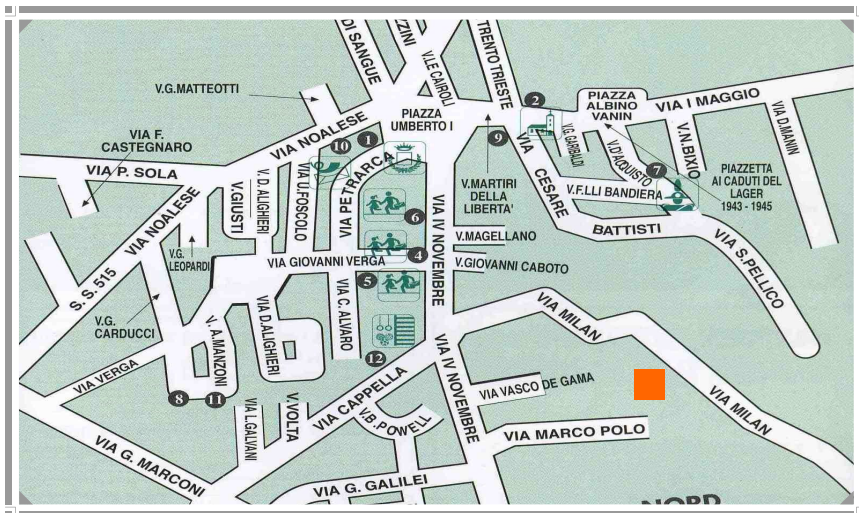 DI SANGUE
ZZINI
V.LE CAIROLI
TRENTO TRIESTE
V.G.MATTEOTTI
VIA NOALESE
PIAZZA
UMBERTO I
2
PIAZZA
ALBINO
VANIN
VIA I MAGGIO
VIA D.MANIN
V.N.BIXIO
V.G. GARIBALDI
V.D'ACQUISTO
1
10
9
7
VIA F.
CASTEGNARO
VIA P. SOLA
VIA NOALESE
S.S. 515
V.GIUSTI
V. D. ALIGHIERI
VIA U.FOSCOLO
VIA PETRARCA
V.MARTIRI
DELLA
LIBERTA'
VIA
CESARE
BATTISTI
V.F.LLI BANDIERA
PIAZZETTA
AI CADUTI DEL
LAGER
1943 - 1945
VIA S.PELLICO
6
4
5
VIA IV NOVEMBRE
V.MAGELLANO
V.GIOVANNI CABOTO
V.G.
LEOPARDI
VIA GIOVANNI VERGA
V.G.
CARDUCCI
VIA C. ALVARO
VIA D.ALIGHIERI
V. A.MANZONI
VIA VERGA
8
11
12
VIA MILAN
VIA MILAN
VIA IV NOVEMBRE
VIA CAPPELLA
VIA VASCO DE GAMA
VIA MARCO POLO
V.B.POWELL
V.VOLTA
VIA L.GALVANI
VIA G. MARCONI
VIA G. GALILEI
NORD